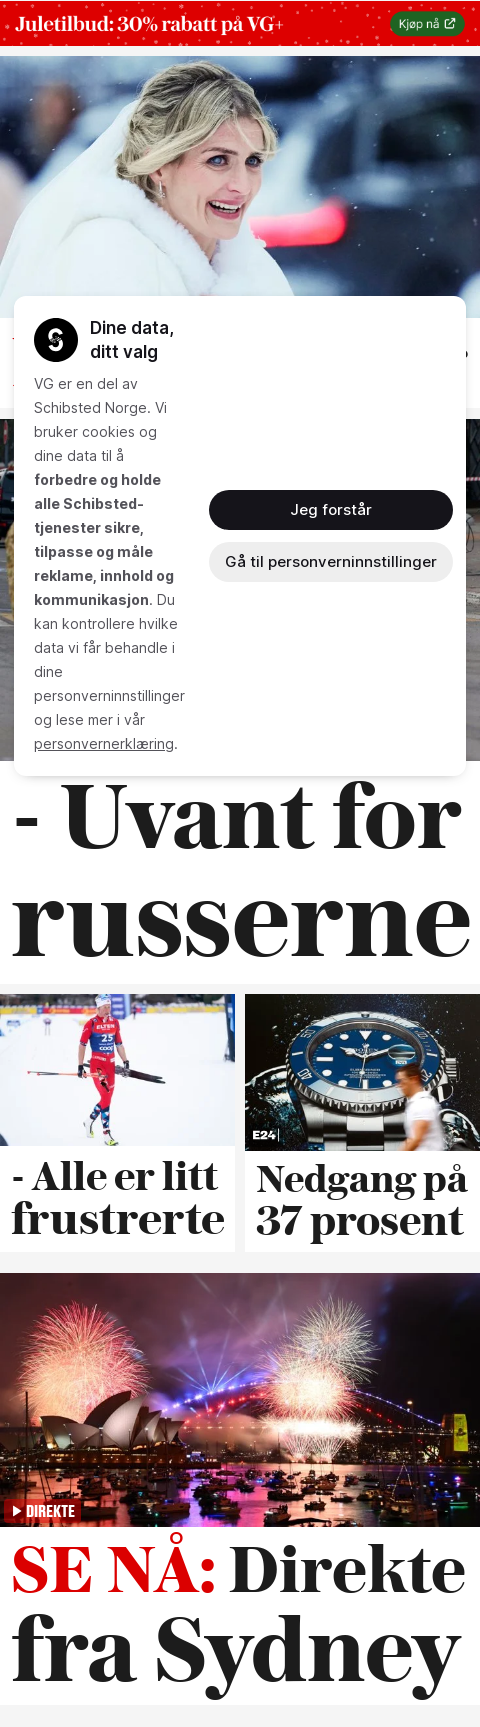 Juletilbud: 30% rabatt på VG+
Kjøp nå
Dine data,
ditt valg
VG er en del av
Schibsted Norge. Vi
bruker cookies og
dine data til å
forbedre og holde
alle Schibsted-
tjenester sikre,
tilpasse og måle
reklame, innhold og
kommunikasjon. Du
kan kontrollere hvilke
data vi får behandle i
dine
personverninnstillinger
og lese mer i vår
personvernerklæring.
Jeg forstår
Gå til personverninnstillinger
- Uvant for
russerne
25
E24
- Alle er litt
frustrerte
Nedgang på
37 prosent
DIREKTE
SE NÅ: Direkte
fra Sydney